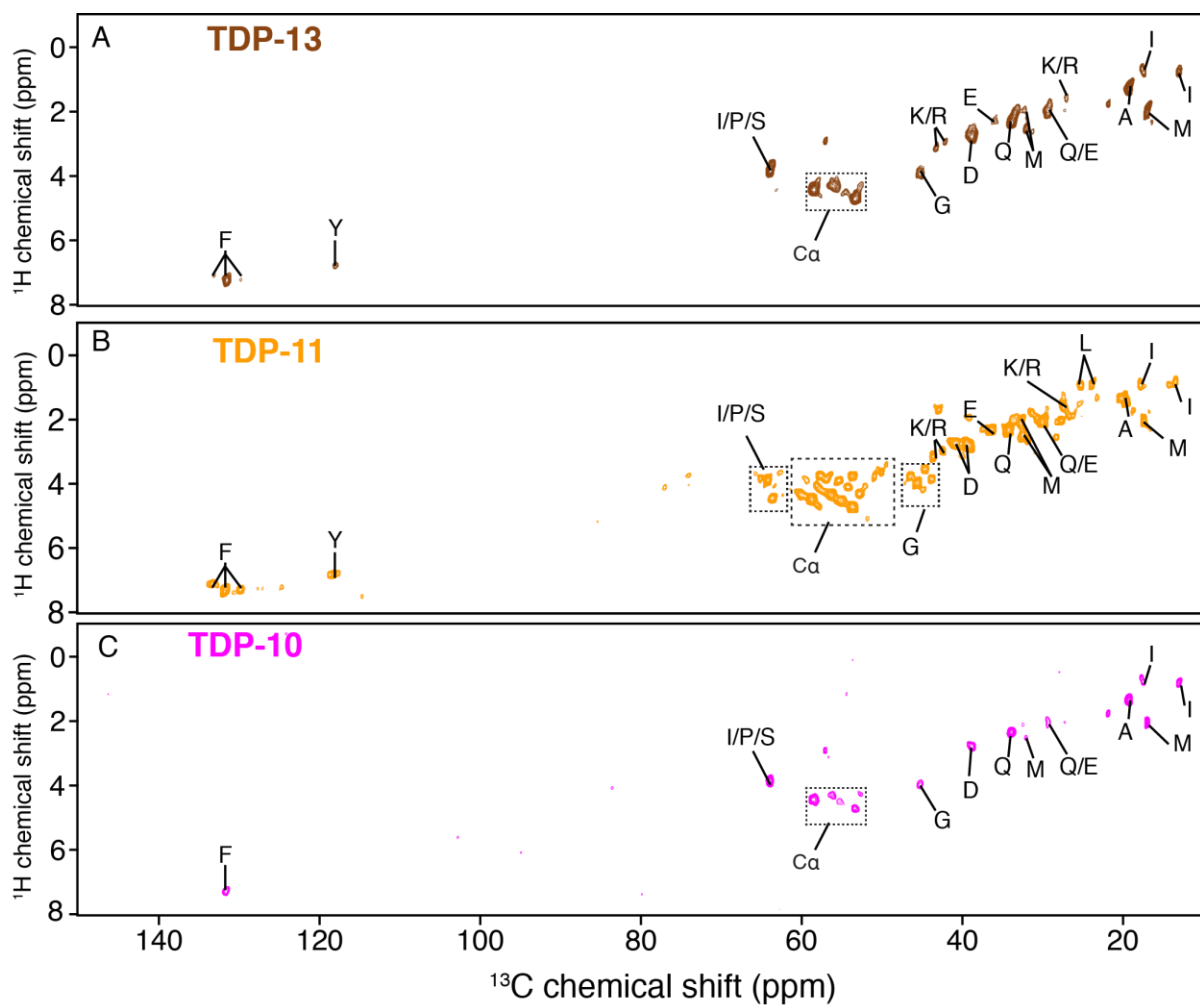 A TDP-13
0
2
4
6
8
¹H chemical shift (ppm)
F
Y
I/P/S
Cα
G
K/R
D
E
Q
M
K/R
Q/E
A
I
M
I
B TDP-11
0
2
4
6
8
¹H chemical shift (ppm)
F
Y
I/P/S
Cα
G
K/R
D
E
Q
M
K/R
Q/E
L
A
I
M
I
C TDP-10
0
2
4
6
8
¹H chemical shift (ppm)
F
I/P/S
Cα
G
D
Q
M
Q/E
A
I
M
I
140 120 100 80 60 40 20
¹³C chemical shift (ppm)